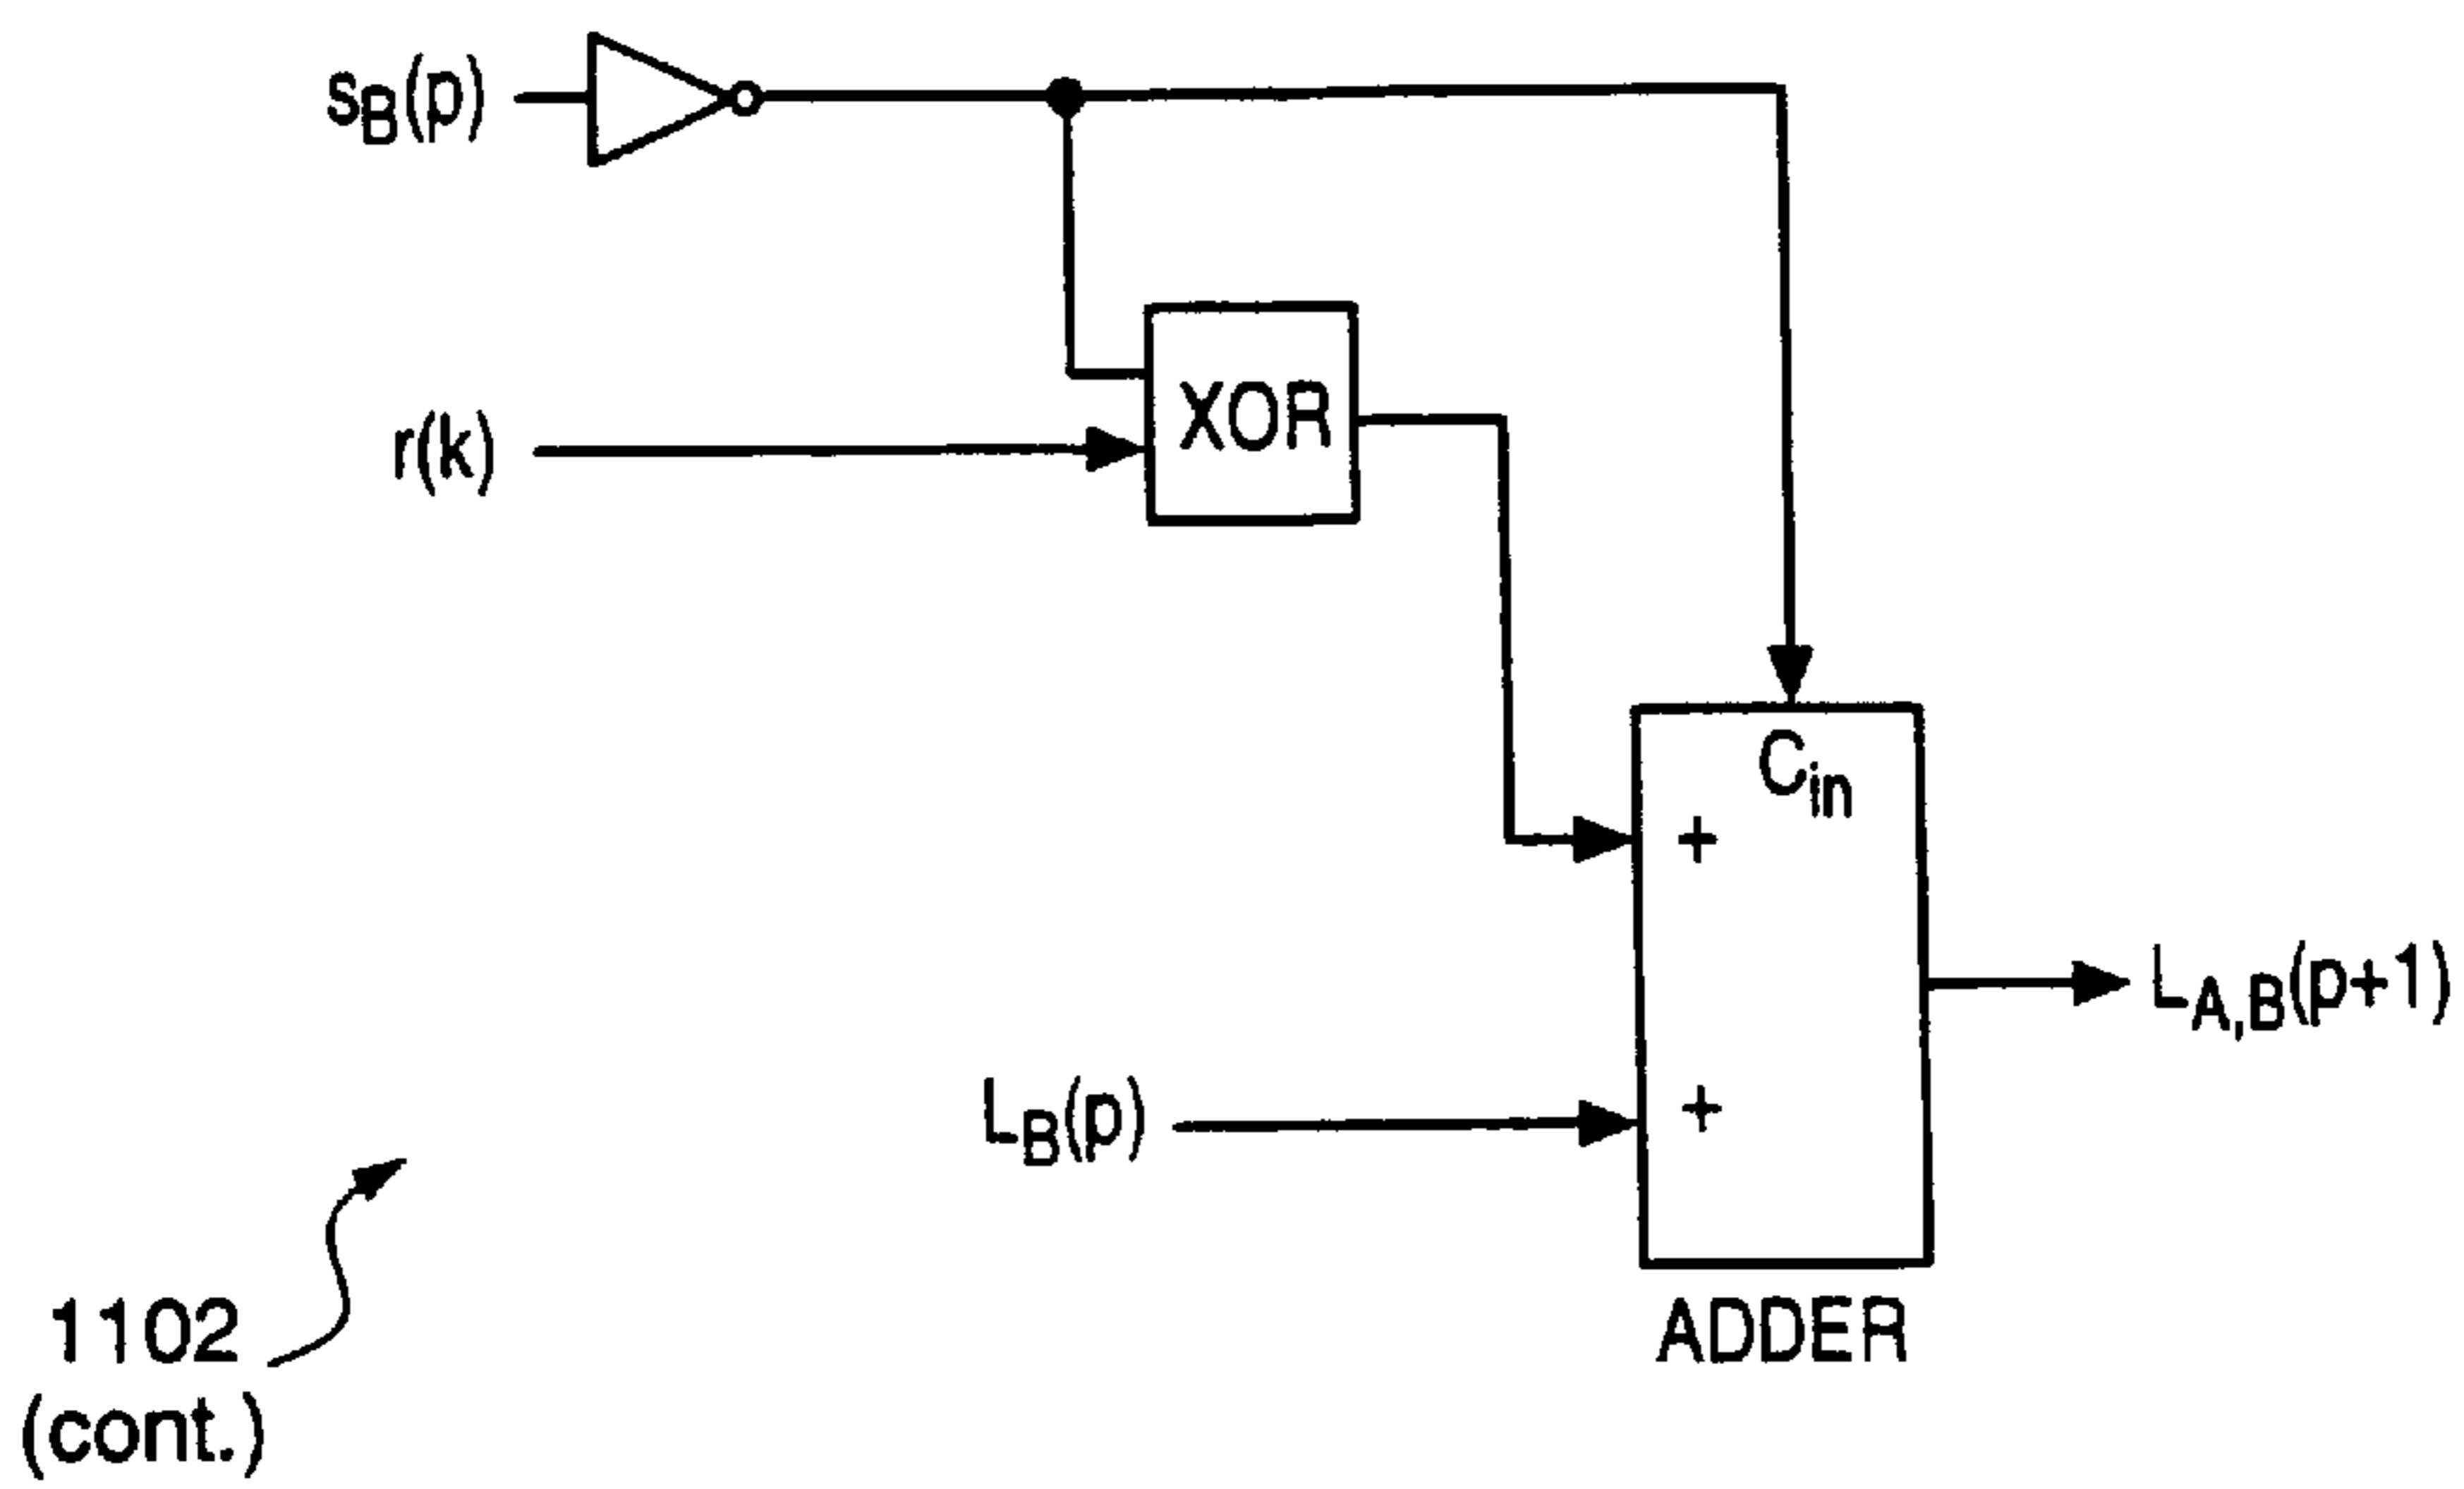 sB(p)
r(k)
XOR
Cin
+
LA,B(p+1)
LB(p)
+
1102
(cont.)
ADDER